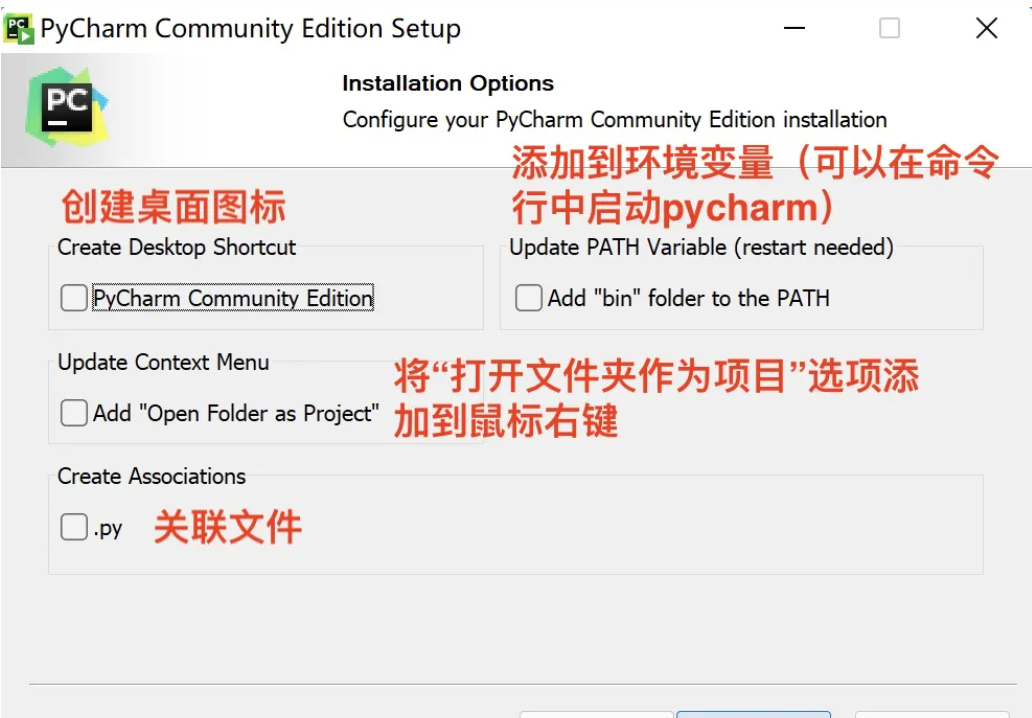 PC PyCharm Community Edition Setup
PC
Installation Options
Configure your PyCharm Community Edition installation
添加到环境变量（可以在命令
行中启动pycharm）
创建桌面图标
Create Desktop Shortcut
PyCharm Community Edition
Update PATH Variable (restart needed)
Add "bin" folder to the PATH
Update Context Menu
Add "Open Folder as Project"
将“打开文件夹作为项目”选项添
加到鼠标右键
Create Associations
.py
关联文件